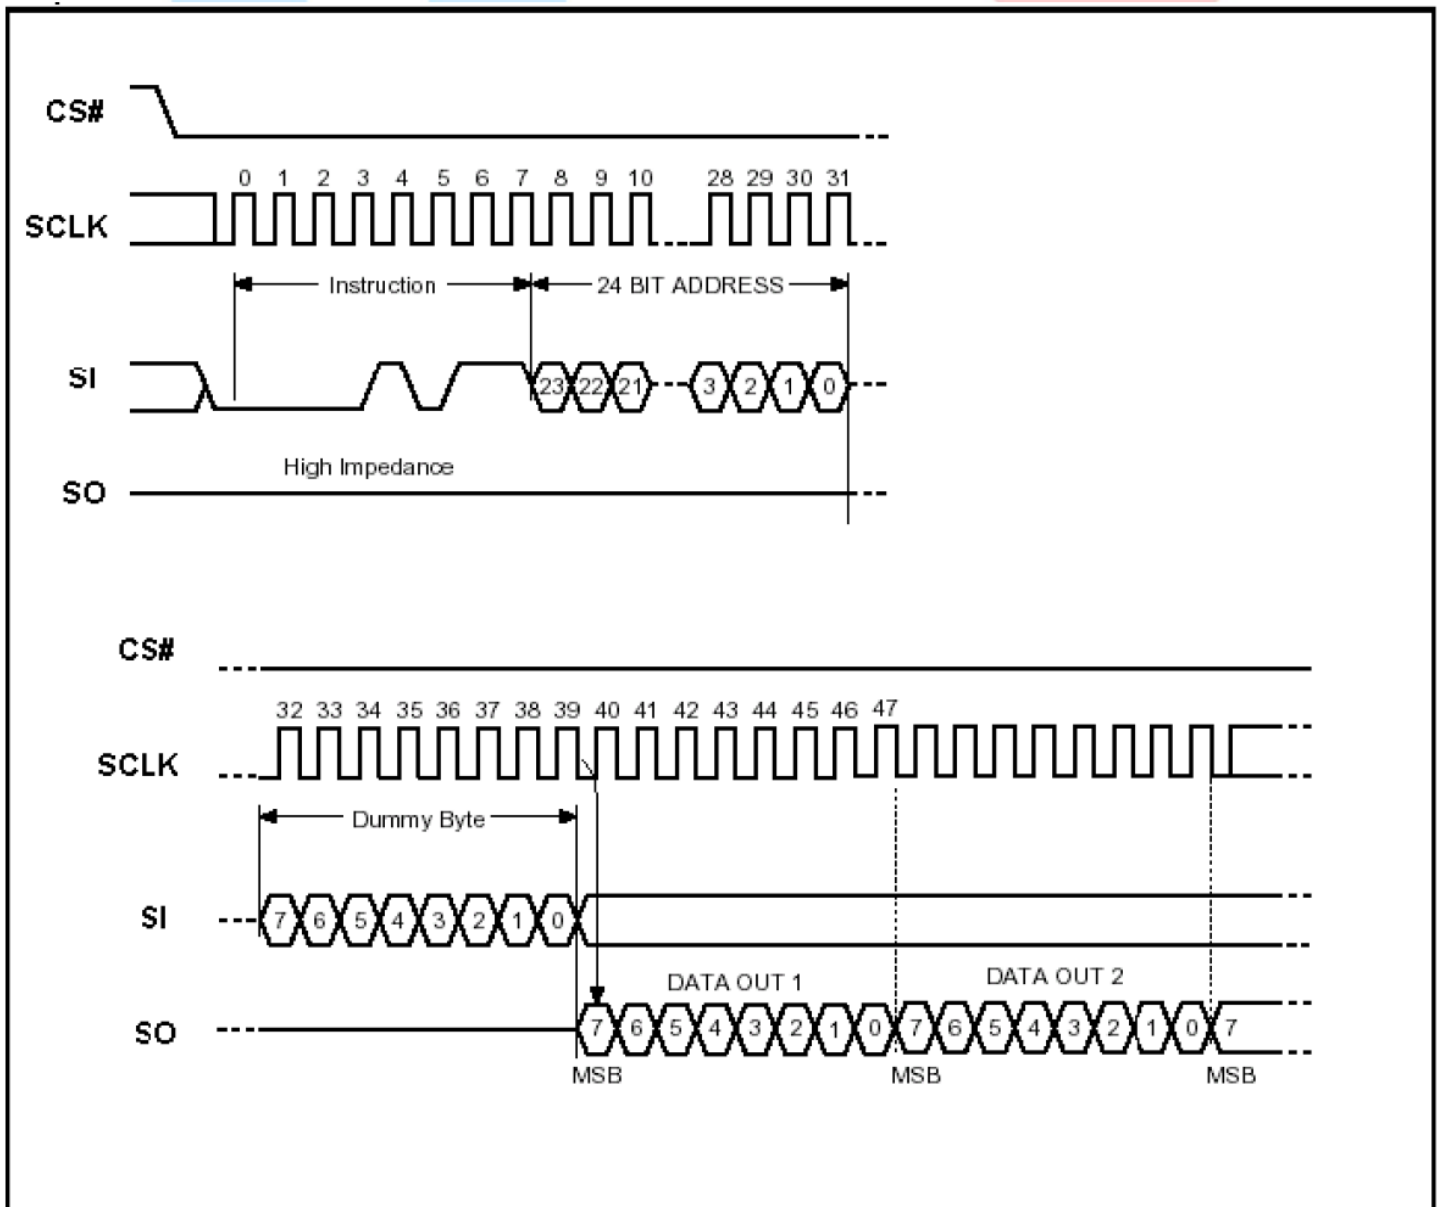 CS#
0 1 2 3 4 5 6 7 8 9 10 28 29 30 31
SCLK
Instruction 24 BIT ADDRESS
SI
23 22 21 3 2 1 0
High Impedance
SO
CS#
32 33 34 35 36 37 38 39 40 41 42 43 44 45 46 47
SCLK
Dummy Byte
SI
7 6 5 4 3 2 1 0
DATA OUT 1 DATA OUT 2
SO
7 6 5 4 3 2 1 0 7 6 5 4 3 2 1 0 7
MSB MSB MSB